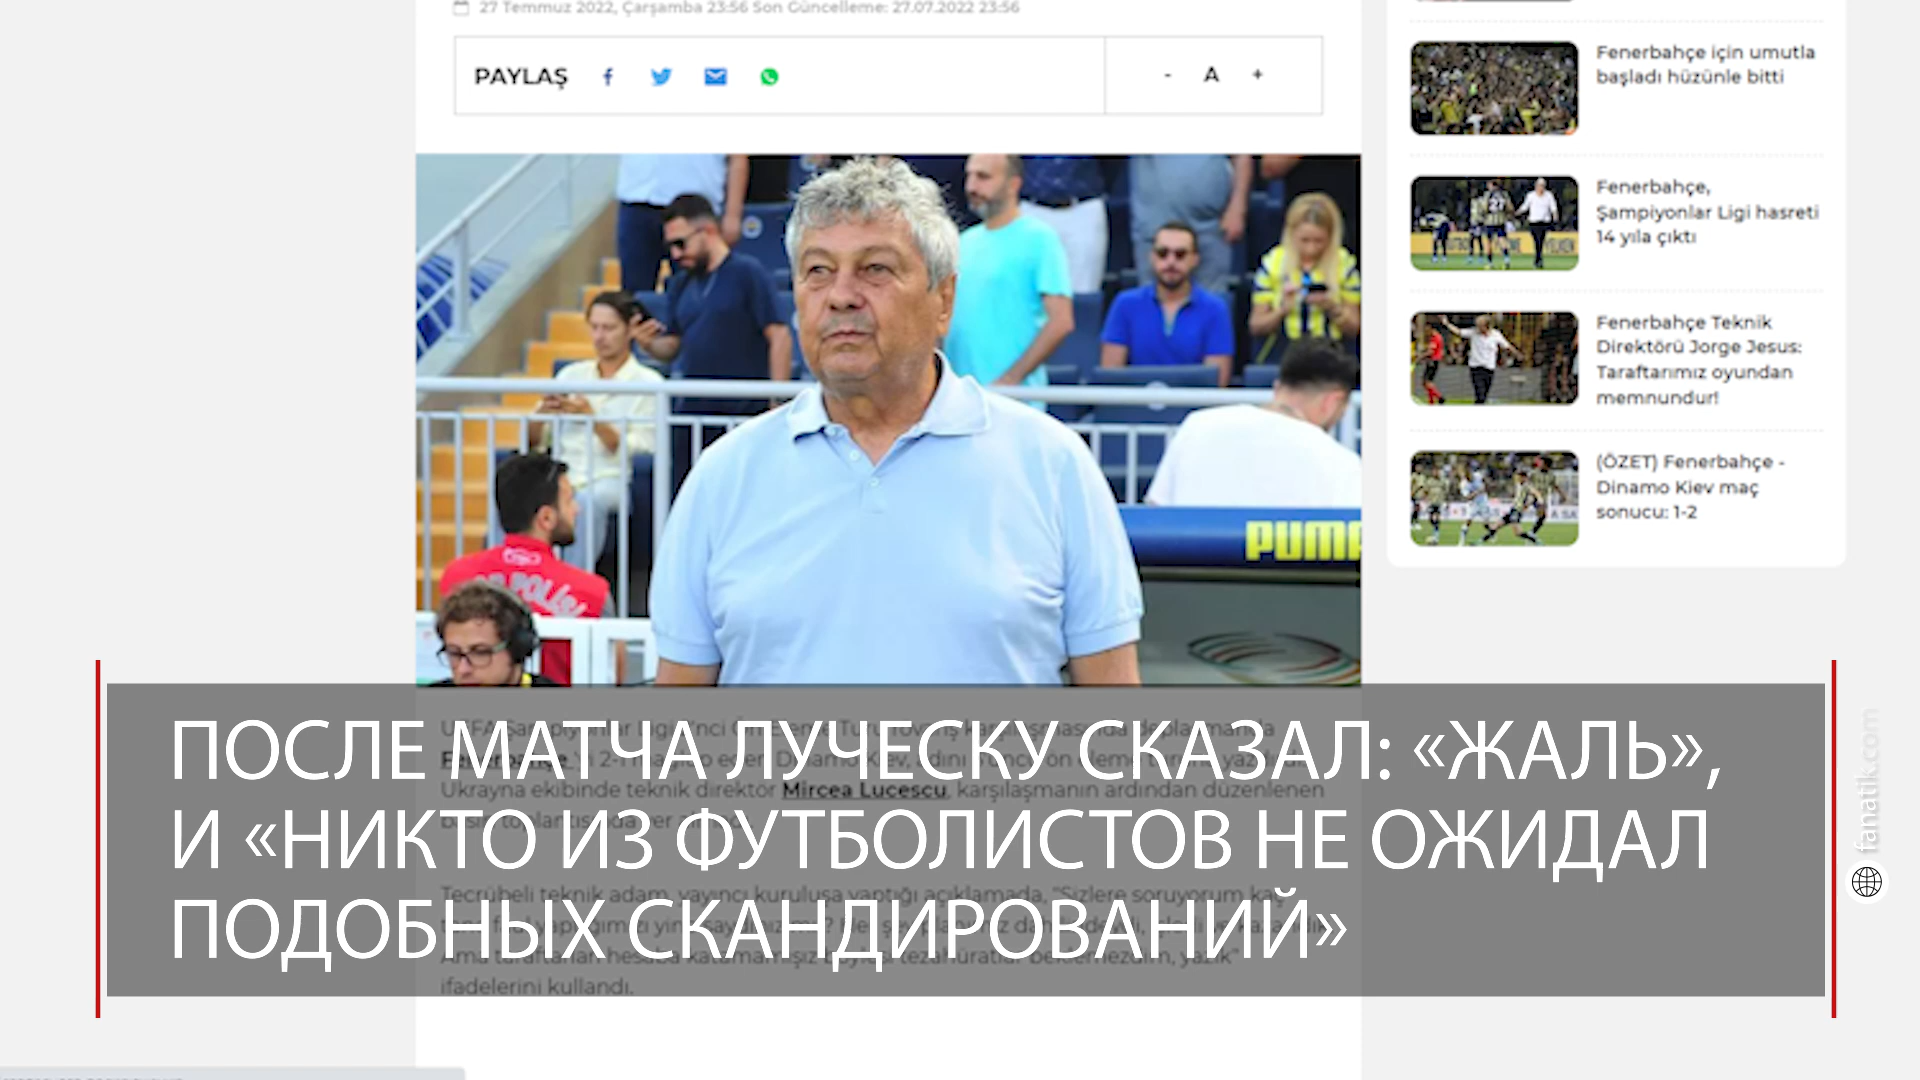 27 Temmuz 2022, Çarşamba 23:56 Son Güncelleme: 27.07.2022 23:56
PAYLAŞ
- A +
PUMA
POLİS
ПОСЛЕ МАТЧА ЛУЧЕСКУ СКАЗАЛ: «ЖАЛЬ»,
И «НИКТО ИЗ ФУТБОЛИСТОВ НЕ ОЖИДАЛ
ПОДОБНЫХ СКАНДИРОВАНИЙ»
Ukrayna ekibinde teknik direktör Mircea Lucescu, karşılaşmanın ardından düzenlenen
Tecrübeli teknik adam, yayıncı kuruluşa yaptığı açıklamada, "Sizlere soruyorum kaç
ifadelerini kullandı.
Fenerbahçe için umutla
başladı hüzünle bitti
Fenerbahçe,
Şampiyonlar Ligi hasreti
14 yıla çıktı
Fenerbahçe Teknik
Direktörü Jorge Jesus:
Taraftarımız oyundan
memnundur!
(ÖZET) Fenerbahçe -
Dinamo Kiev maç
sonucu: 1-2
fanatik.com